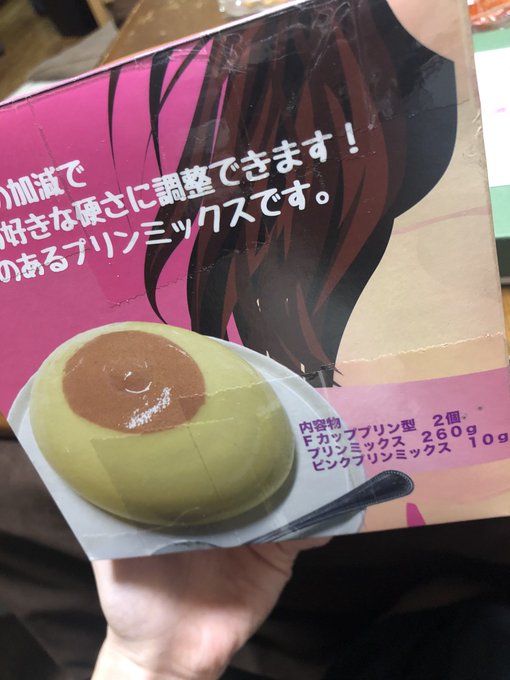 の加減で
好きな硬さに調整できます！
のあるプリンミックスです。
内容物
Ｆカッププリン型　2個
プリンミックス　260g
ピンクプリンミックス　10g